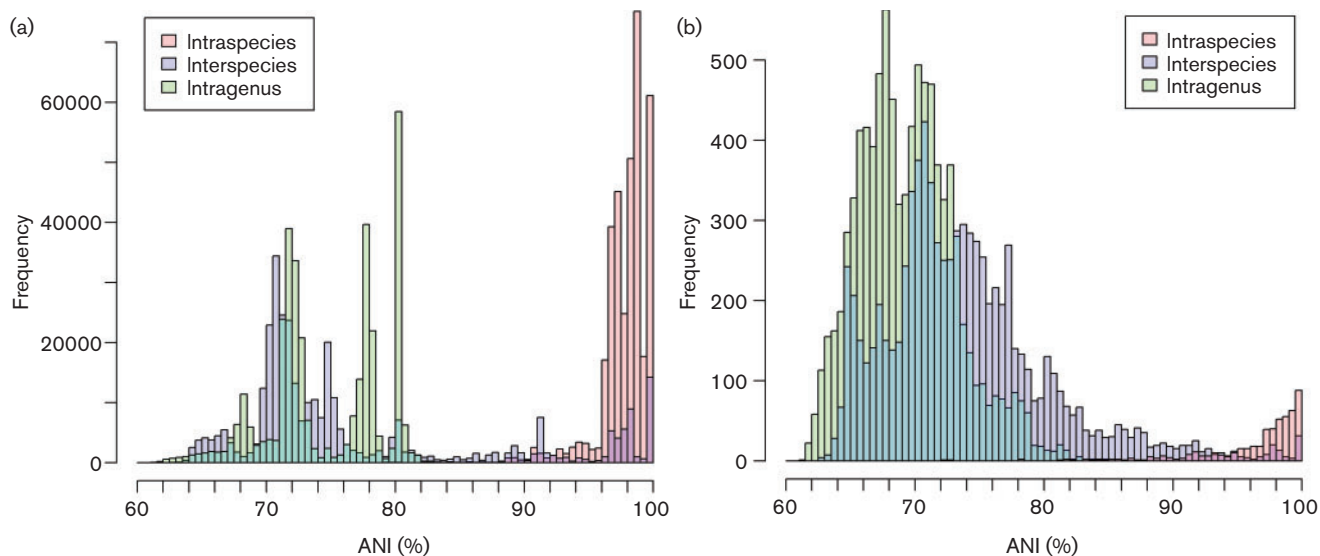 (a)
Intraspecies
Interspecies
Intragenus
60000
40000
20000
0
Frequency
60 70 80 90 100
ANI (%)
(b)
Intraspecies
Interspecies
Intragenus
500
400
300
200
100
0
Frequency
60 70 80 90 100
ANI (%)